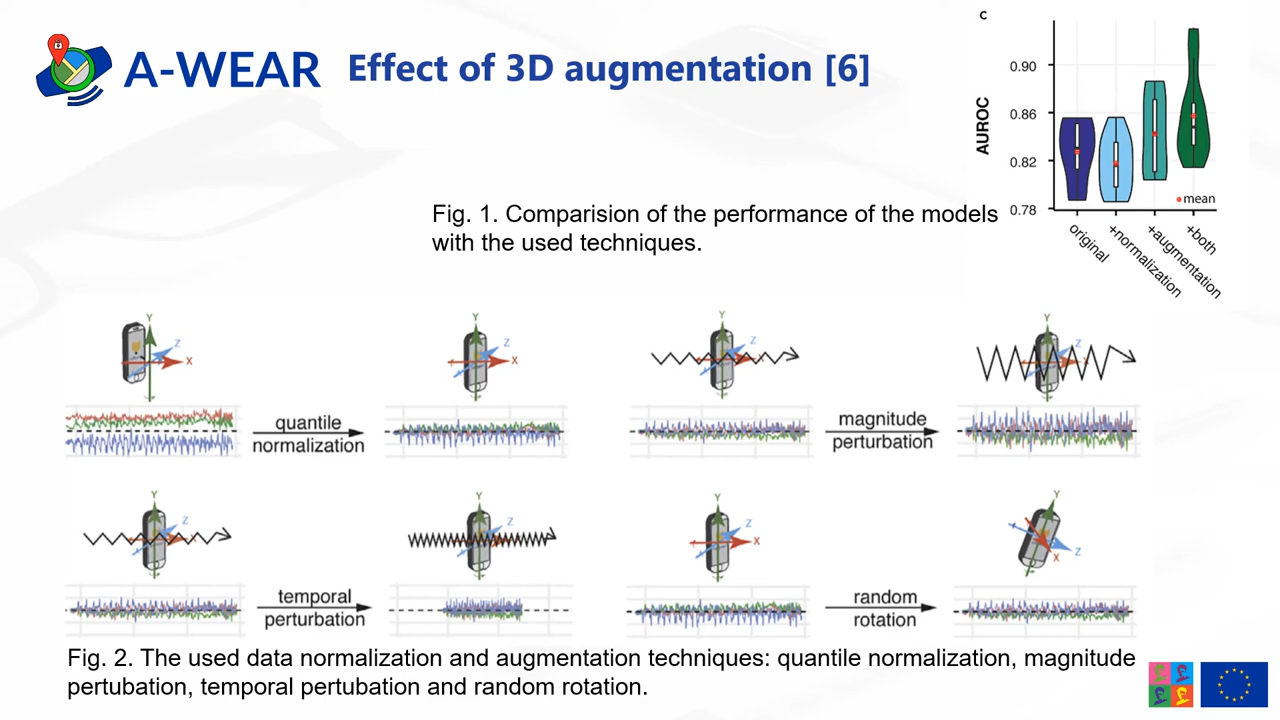 A-WEAR
Effect of 3D augmentation [6]
c
AUROC
0.90
0.86
0.82
0.78
mean
original
+normalization
+augmentation
+both
Fig. 1. Comparision of the performance of the models
with the used techniques.
Y
Z
X
quantile
normalization
Y
Z
X
Y
Z
X
magnitude
perturbation
Y
Z
Y
Z
temporal
perturbation
Y
Z
Y
Z
X
random
rotation
Y
X
Z
Fig. 2. The used data normalization and augmentation techniques: quantile normalization, magnitude
pertubation, temporal pertubation and random rotation.